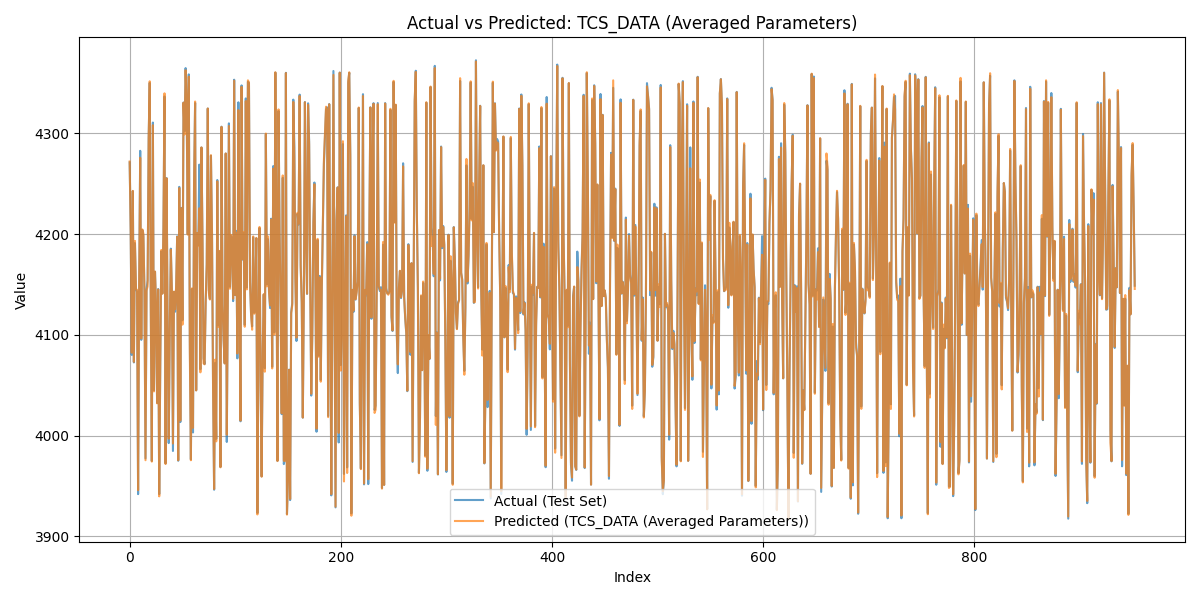 Actual vs Predicted: TCS_DATA (Averaged Parameters)
Value
4300
4200
4100
4000
3900
Actual (Test Set)
Predicted (TCS_DATA (Averaged Parameters))
0 200 400 600 800
Index